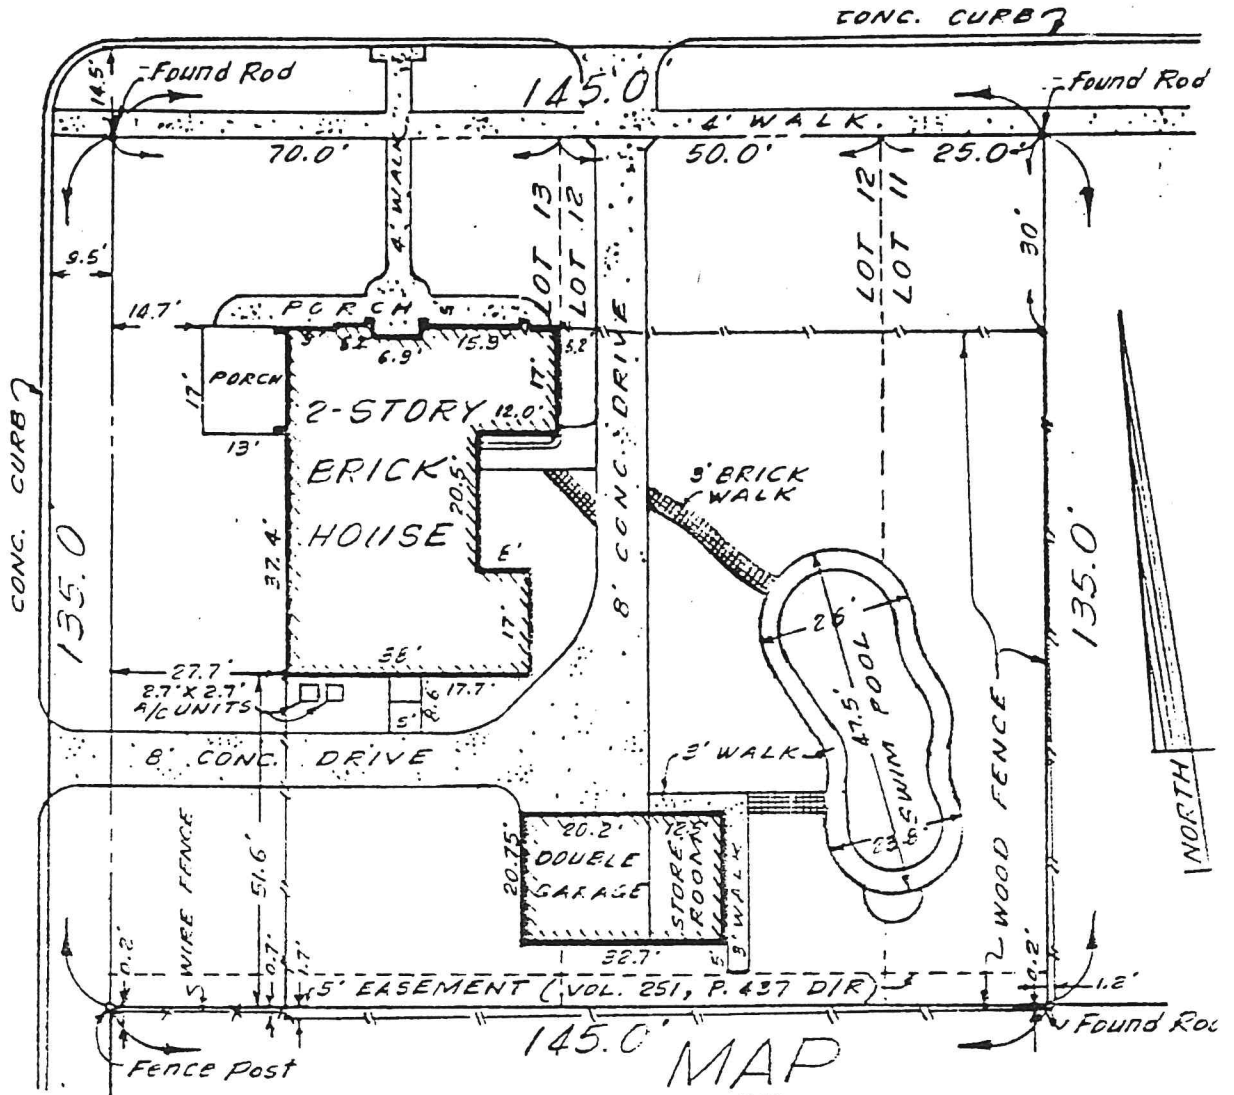 CONC. CURB
14.5'
Found Rod
145.0'
Found Rod
4' WALK
70.0'
50.0'
25.0'
4' WALK
LOT 13
LOT 12
LOT 12
LOT 11
30'
9.5'
14.7'
PORCH
6.9'
15.9'
5.2'
PORCH
17'
13'
17'
2-STORY
12.0'
BRICK
HOUSE
20.5'
37.4'
8' CONC. DRIVE
3' BRICK
WALK
CONC. CURB
135.0
135.0'
17'
38'
27.7'
2.7' X 2.7'
A/C UNITS
17.7'
8.6'
5'
26'
47.5'
SWIM POOL
8' CONC. DRIVE
3' WALK
WOOD FENCE
NORTH
20.2'
12.5'
DOUBLE
GARAGE
STORE
ROOM
20.75'
3' WALK
51.6'
WIRE FENCE
32.7'
5'
0.2'
0.7'
1.7'
0.2'
1.2'
5' EASEMENT (VOL. 251, P. 437 D/R)
145.0'
Found Rod
Fence Post
MAP